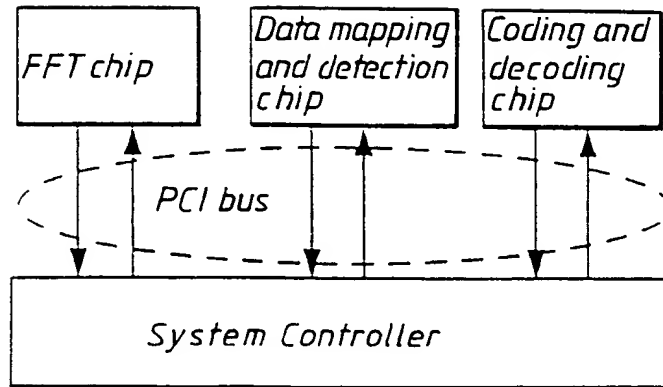 FFT chip
Data mapping
and detection
chip
Coding and
decoding
chip
PCI bus
System Controller